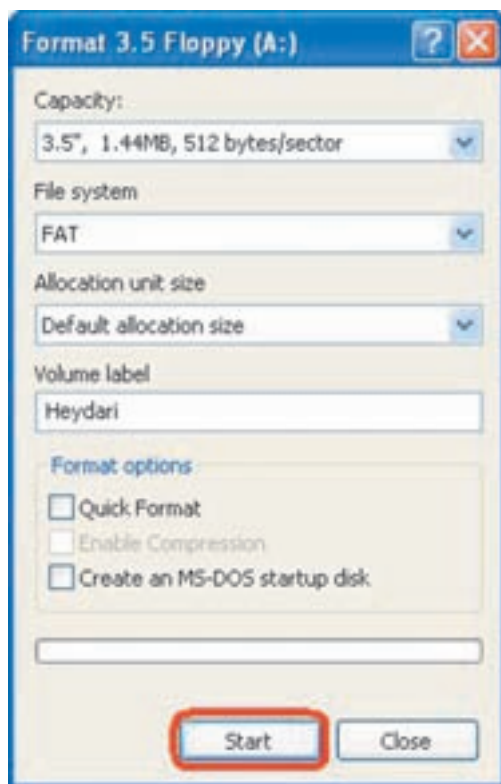 Format 3.5 Floppy (A:)
Capacity:
3.5", 1.44MB, 512 bytes/sector
File system
FAT
Allocation unit size
Default allocation size
Volume label
Heydari
Format options
Quick Format
Enable Compression
Create an MS-DOS startup disk
Start Close